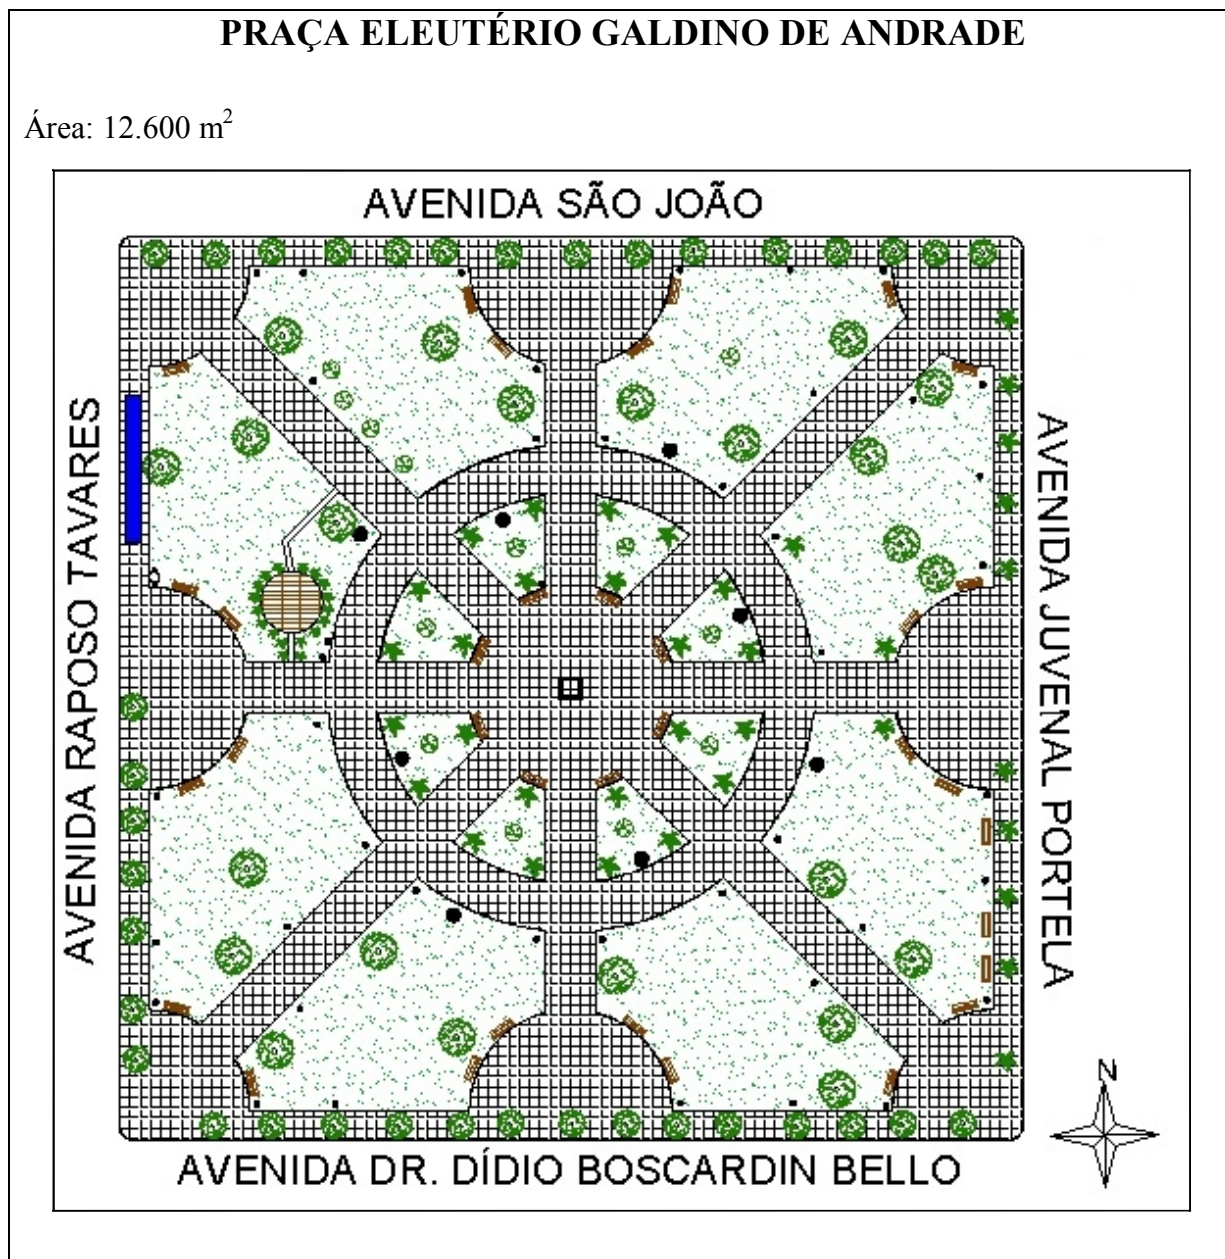 PRAÇA ELEUTÉRIO GALDINO DE ANDRADE
Área: 12.600 m²
AVENIDA SÃO JOÃO
AVENIDA RAPOSO TAVARES
AVENIDA JUVENAL PORTELA
N
AVENIDA DR. DÍDIO BOSCARDIN BELLO